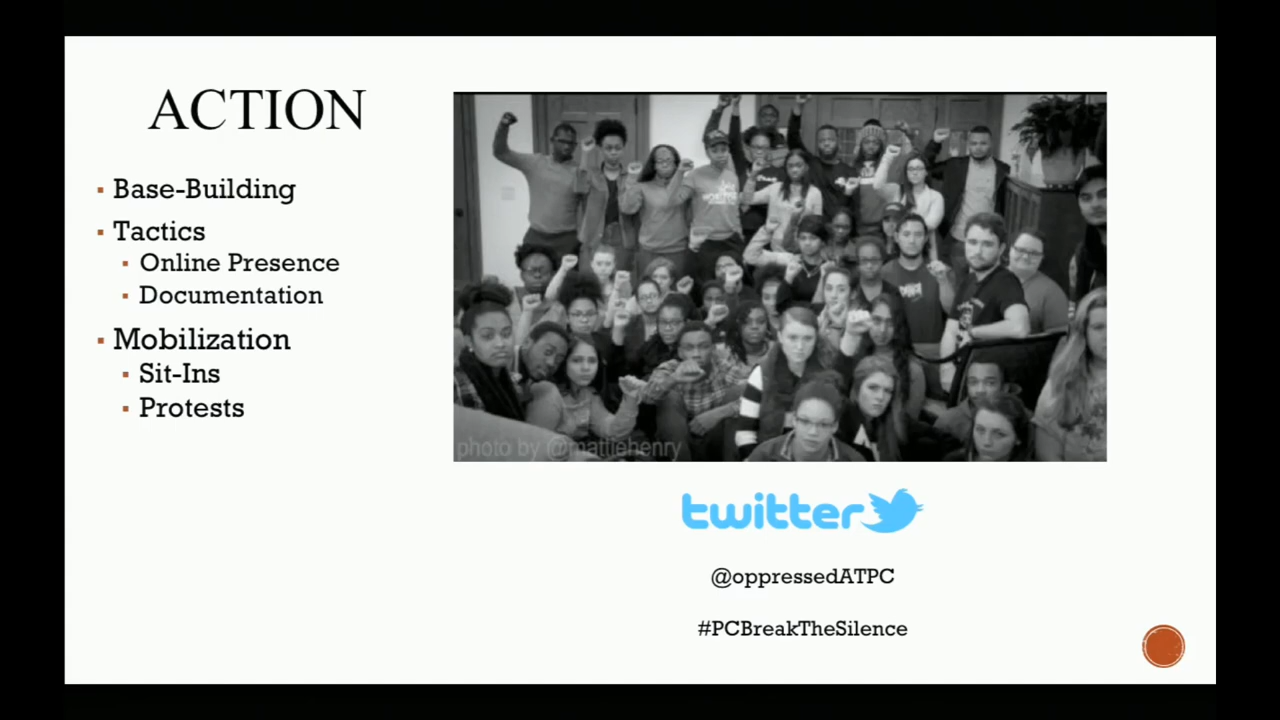 ACTION
Base-Building
Tactics
Online Presence
Documentation
Mobilization
Sit-Ins
Protests
photo by @mattiehenry
twitter
@oppressedATPC
#PCBreakTheSilence